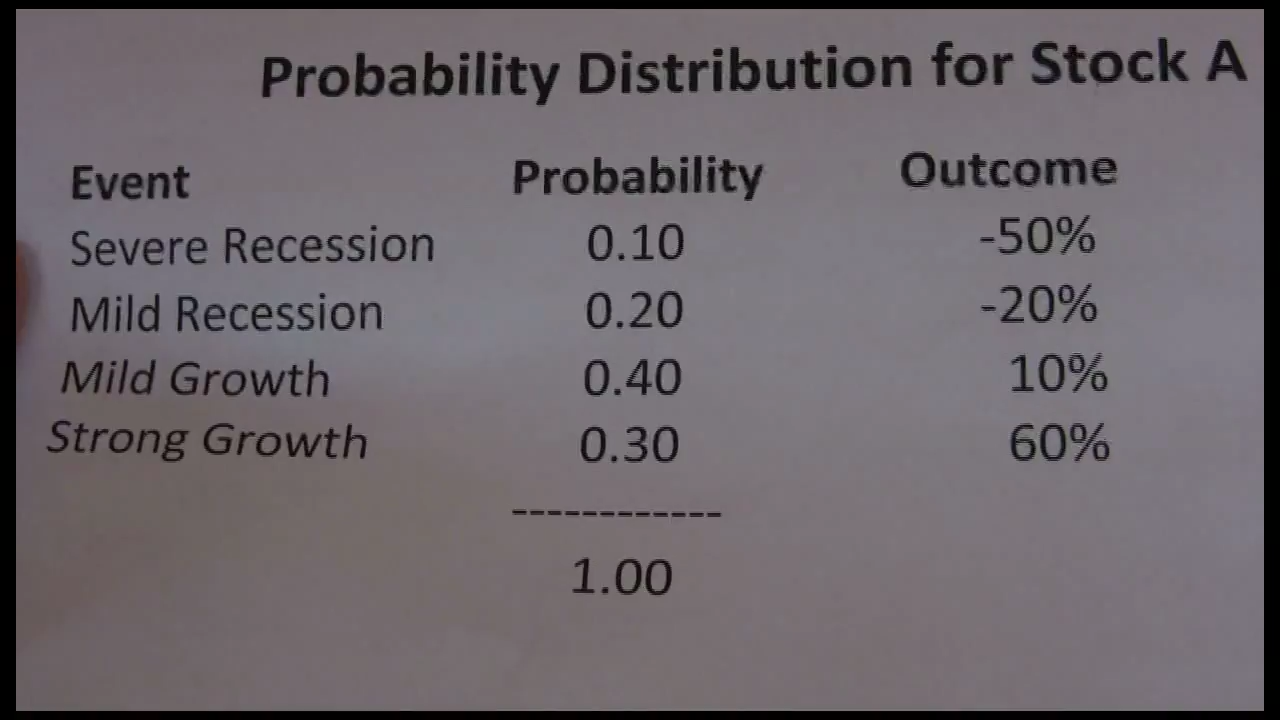 Probability Distribution for Stock A
Event Probability Outcome
Severe Recession 0.10 -50%
Mild Recession 0.20 -20%
Mild Growth 0.40 10%
Strong Growth 0.30 60%
------------
1.00